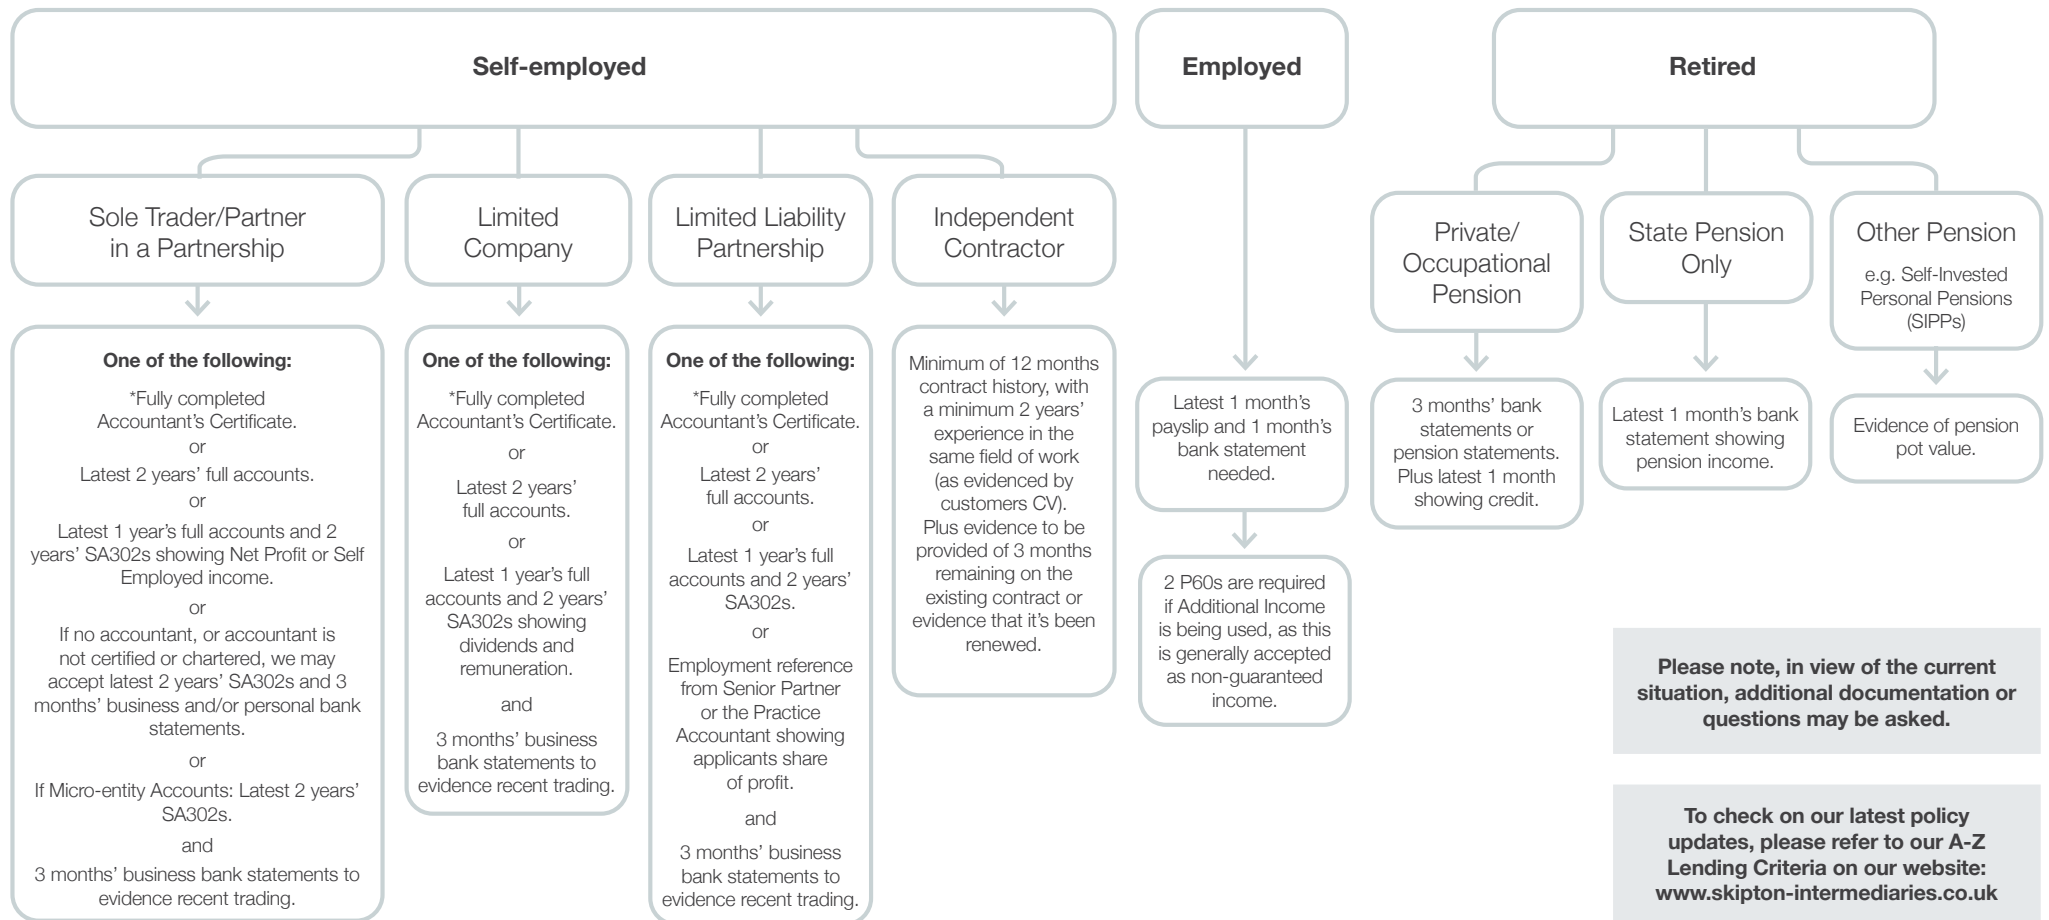 Self-employed
Employed
Retired
Sole Trader/Partner
in a Partnership
Limited
Company
Limited Liability
Partnership
Independent
Contractor
Private/
Occupational
Pension
State Pension
Only
Other Pension
e.g. Self-Invested
Personal Pensions
(SIPPs)
One of the following:
*Fully completed
Accountant’s Certificate.
or
Latest 2 years’ full accounts.
or
Latest 1 year’s full accounts and 2
years’ SA302s showing Net Profit or Self
Employed income.
or
If no accountant, or accountant is
not certified or chartered, we may
accept latest 2 years’ SA302s and 3
months’ business and/or personal bank
statements.
or
If Micro-entity Accounts: Latest 2 years’
SA302s.
and
3 months’ business bank statements to
evidence recent trading.
One of the following:
*Fully completed
Accountant’s Certificate.
or
Latest 2 years’
full accounts.
or
Latest 1 year’s full
accounts and 2 years’
SA302s showing
dividends and
remuneration.
and
3 months’ business
bank statements to
evidence recent trading.
One of the following:
*Fully completed
Accountant’s Certificate.
or
Latest 2 years’
full accounts.
or
Latest 1 year’s full
accounts and 2 years’
SA302s.
or
Employment reference
from Senior Partner
or the Practice
Accountant showing
applicants share
of profit.
and
3 months’ business
bank statements to
evidence recent trading.
Minimum of 12 months
contract history, with
a minimum 2 years’
experience in the
same field of work
(as evidenced by
customers CV).
Plus evidence to be
provided of 3 months
remaining on the
existing contract or
evidence that it’s been
renewed.
Latest 1 month’s
payslip and 1 month’s
bank statement
needed.
2 P60s are required
if Additional Income
is being used, as this
is generally accepted
as non-guaranteed
income.
3 months’ bank
statements or
pension statements.
Plus latest 1 month
showing credit.
Latest 1 month’s bank
statement showing
pension income.
Evidence of pension
pot value.
Please note, in view of the current
situation, additional documentation or
questions may be asked.
To check on our latest policy
updates, please refer to our A-Z
Lending Criteria on our website:
www.skipton-intermediaries.co.uk